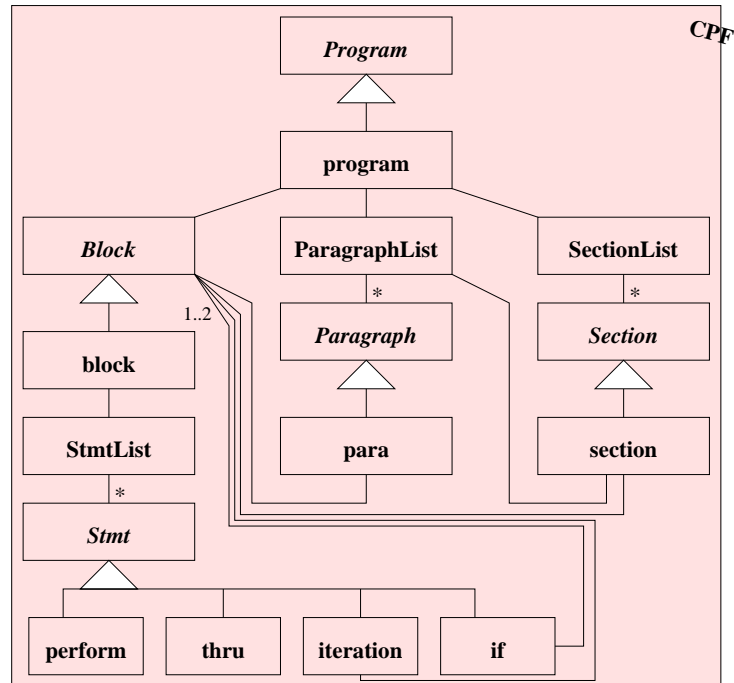 CPF
Program
program
Block
ParagraphList
SectionList
*
*
1..2
Paragraph
Section
block
StmtList
para
section
*
Stmt
perform
thru
iteration
if